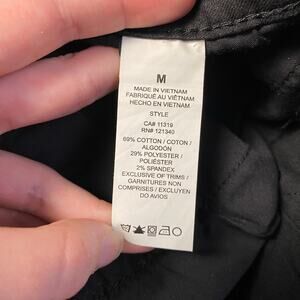 M
MADE IN VIETNAM
FABRIQUÉ AU VIÊTNAM
HECHO EN VIETNAM
STYLE
CA# 11319
RN# 121340
69% COTTON / COTON /
ALGODÓN
29% POLYESTER /
POLIÉSTER
2% SPANDEX
EXCLUSIVE OF TRIMS /
GARNITURES NON
COMPRISES / EXCLUYEN
DO AVIOS